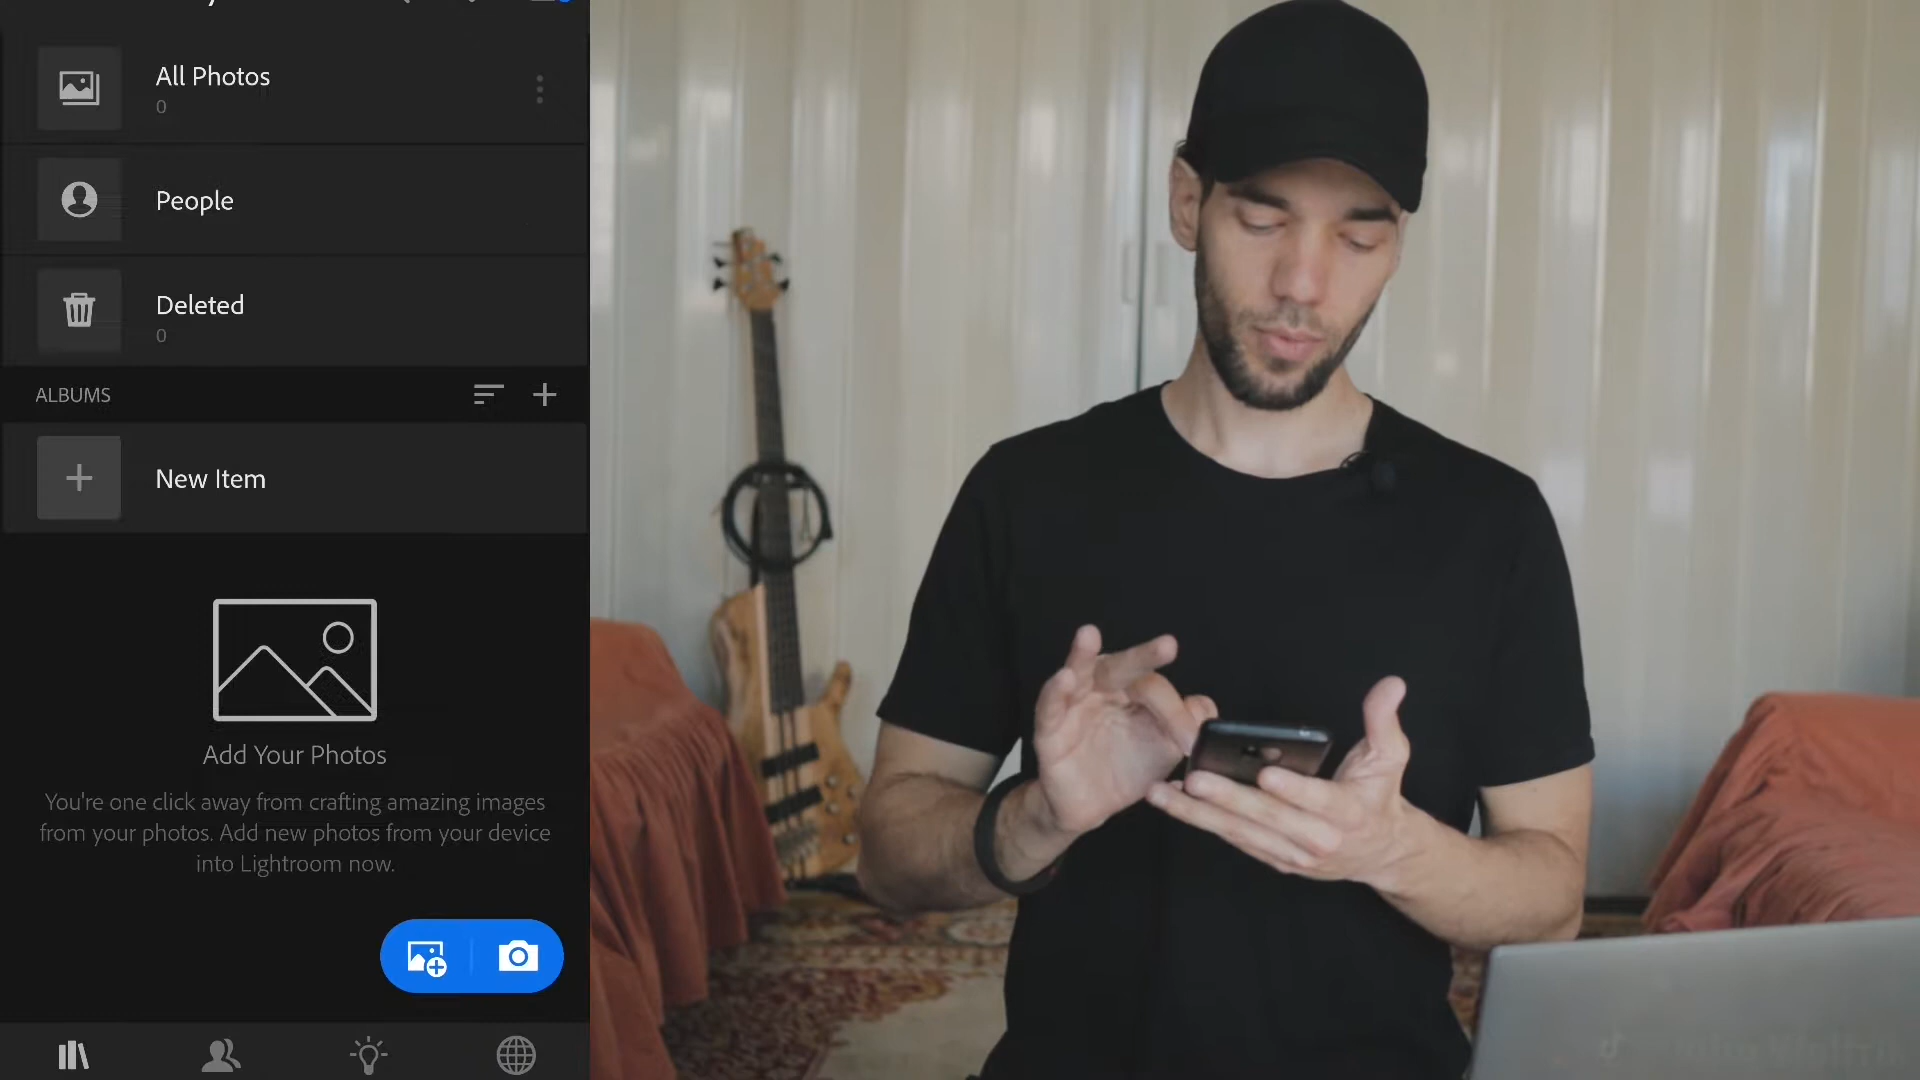 All Photos
0
People
Deleted
0
ALBUMS
New Item
Add Your Photos
You're one click away from crafting amazing images
from your photos. Add new photos from your device
into Lightroom now.